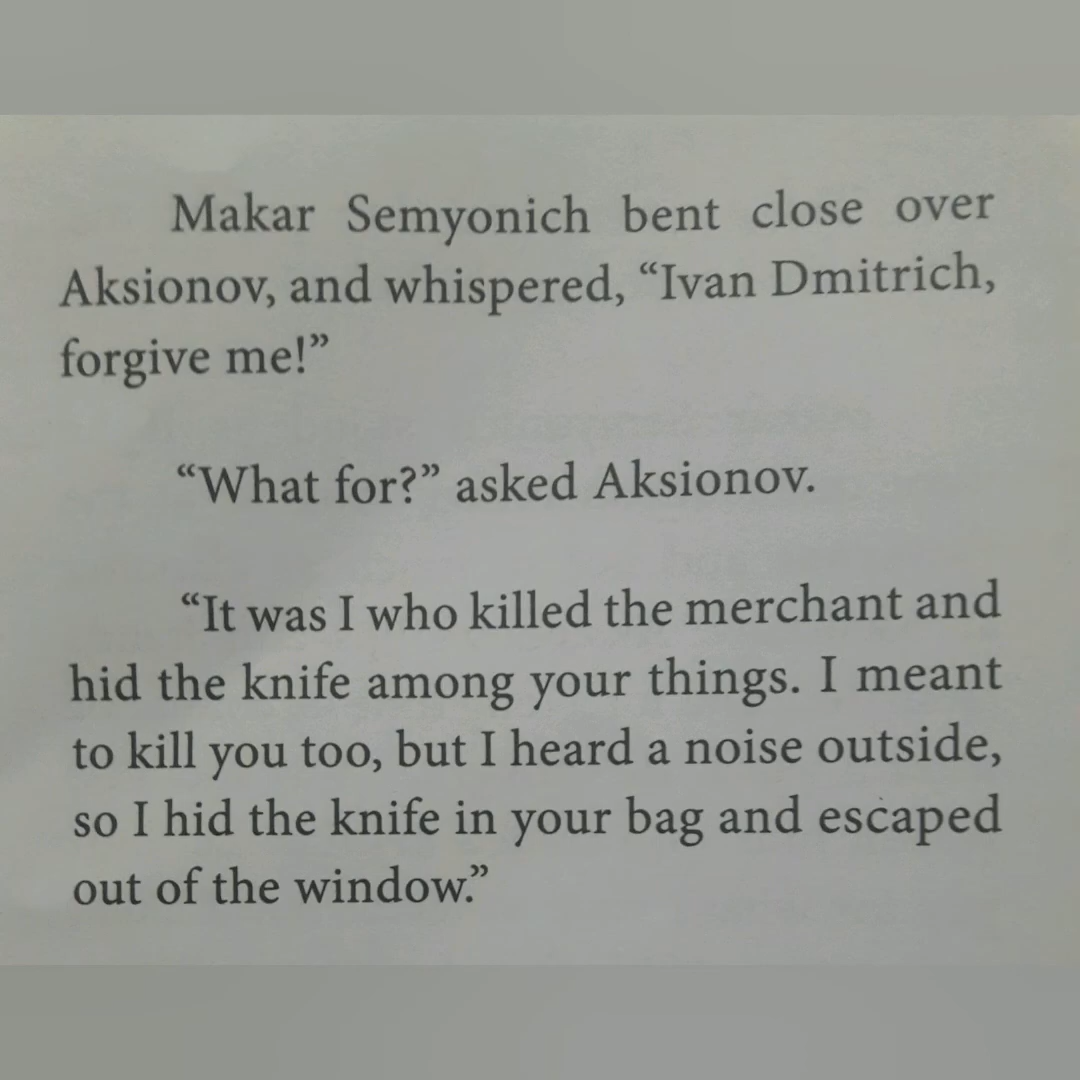 Makar Semyonich bent close over
Aksionov, and whispered, “Ivan Dmitrich,
forgive me!”
“What for?” asked Aksionov.
“It was I who killed the merchant and
hid the knife among your things. I meant
to kill you too, but I heard a noise outside,
so I hid the knife in your bag and escaped
out of the window.”